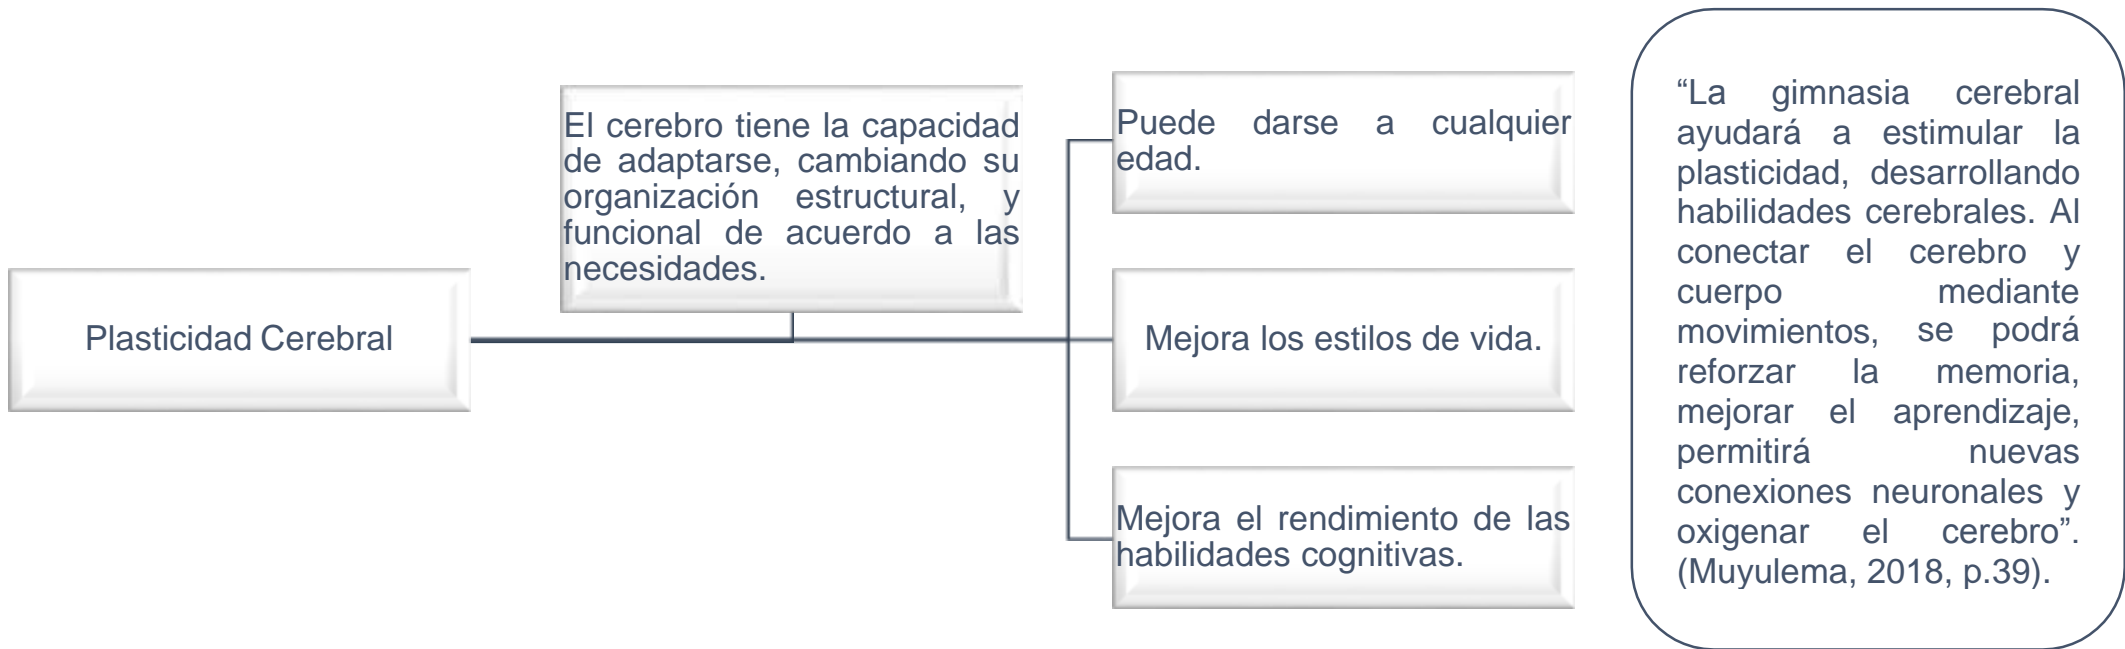 Plasticidad Cerebral
El cerebro tiene la capacidad
de adaptarse, cambiando su
organización estructural, y
funcional de acuerdo a las
necesidades.
Puede darse a cualquier
edad.
Mejora los estilos de vida.
Mejora el rendimiento de las
habilidades cognitivas.
“La gimnasia cerebral
ayudará a estimular la
plasticidad, desarrollando
habilidades cerebrales. Al
conectar el cerebro y
cuerpo mediante
movimientos, se podrá
reforzar la memoria,
mejorar el aprendizaje,
permitirá nuevas
conexiones neuronales y
oxigenar el cerebro”.
(Muyulema, 2018, p.39).